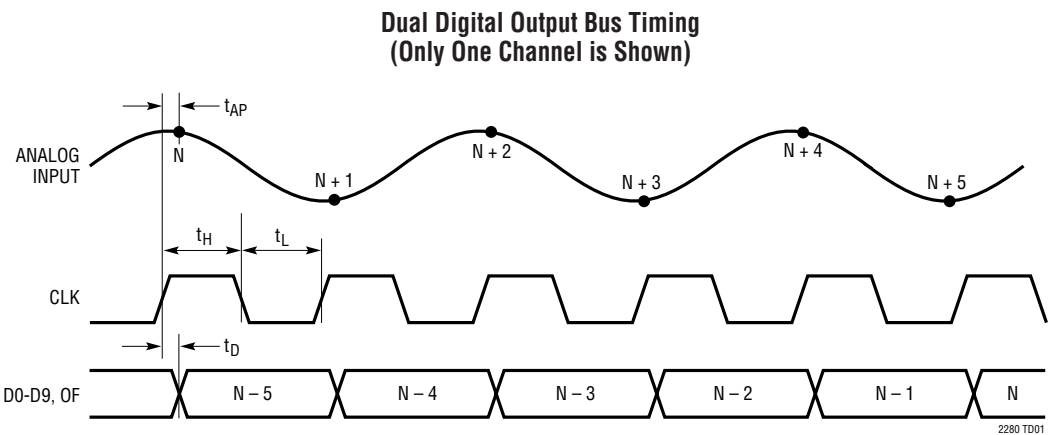 Dual Digital Output Bus Timing
(Only One Channel is Shown)
tAP
ANALOG
INPUT
N
N + 1
N + 2
N + 3
N + 4
N + 5
tH
tL
CLK
tD
D0-D9, OF
N – 5
N – 4
N – 3
N – 2
N – 1
N
2280 TD01